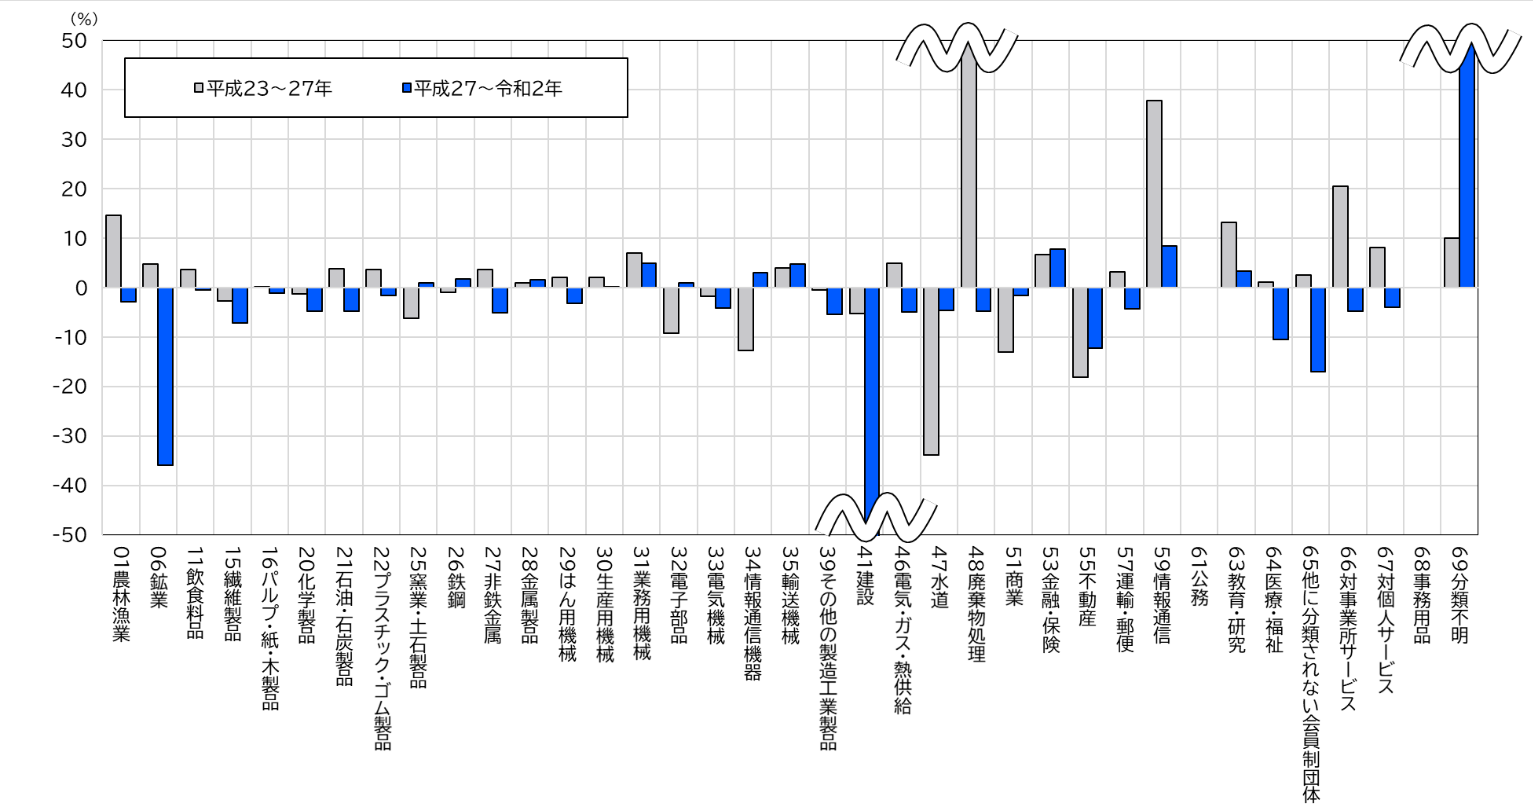 （%）
50
40
30
20
10
0
-10
-20
-30
-40
-50
平成23～27年
平成27～令和2年
01農林漁業
06鉱業
11飲食料品
15繊維製品
16パルプ・紙・木製品
20化学製品
21石油・石炭製品
22プラスチック・ゴム製品
25窯業・土石製品
26鉄鋼
27非鉄金属
28金属製品
29はん用機械
30生産用機械
31業務用機械
32電子部品
33電気機械
34情報通信機器
35輸送機械
39その他の製造工業製品
41建設
46電気・ガス・熱供給
47水道
48廃棄物処理
51商業
53金融・保険
55不動産
57運輸・郵便
59情報通信
61公務
63教育・研究
64医療・福祉
65他に分類されない会員制団体
66対事業所サービス
67対個人サービス
68事務用品
69分類不明